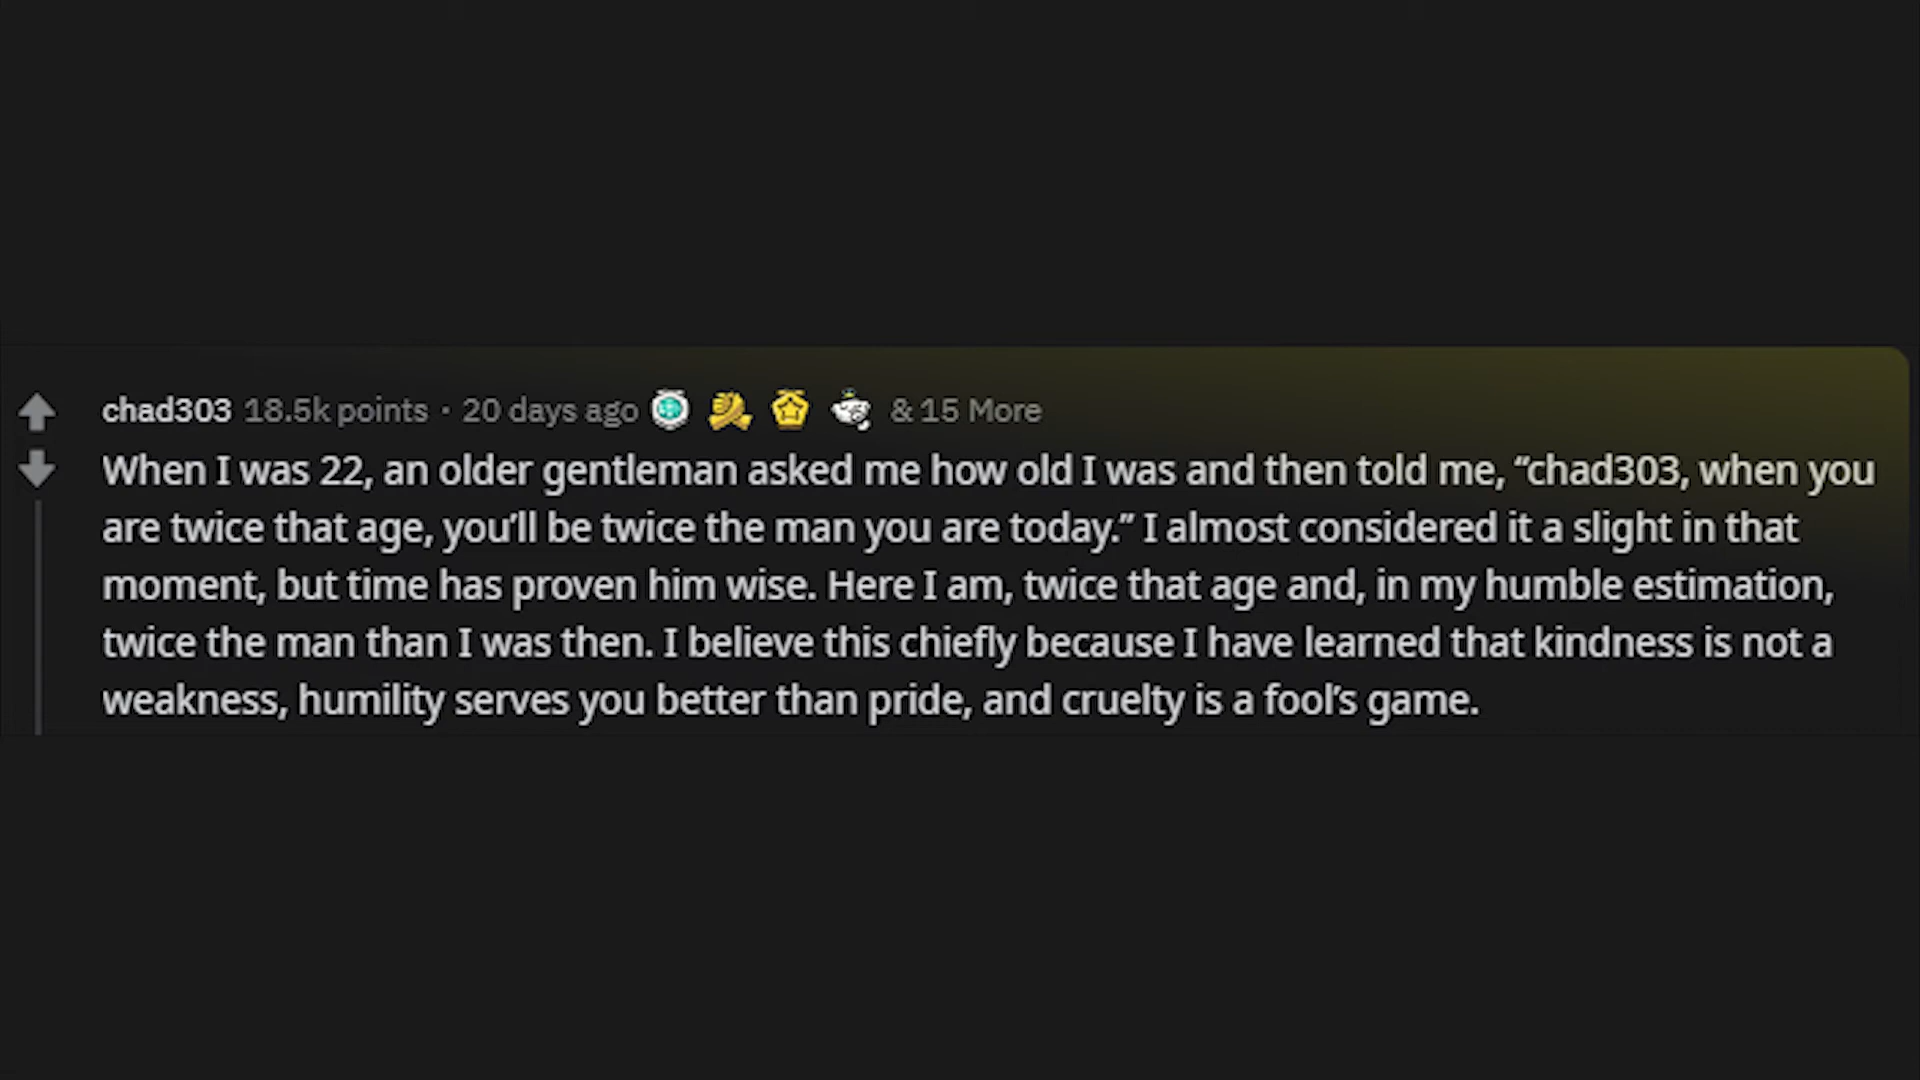 chad303 18.5k points · 20 days ago & 15 More
When I was 22, an older gentleman asked me how old I was and then told me, “chad303, when you
are twice that age, you’ll be twice the man you are today.” I almost considered it a slight in that
moment, but time has proven him wise. Here I am, twice that age and, in my humble estimation,
twice the man than I was then. I believe this chiefly because I have learned that kindness is not a
weakness, humility serves you better than pride, and cruelty is a fool’s game.